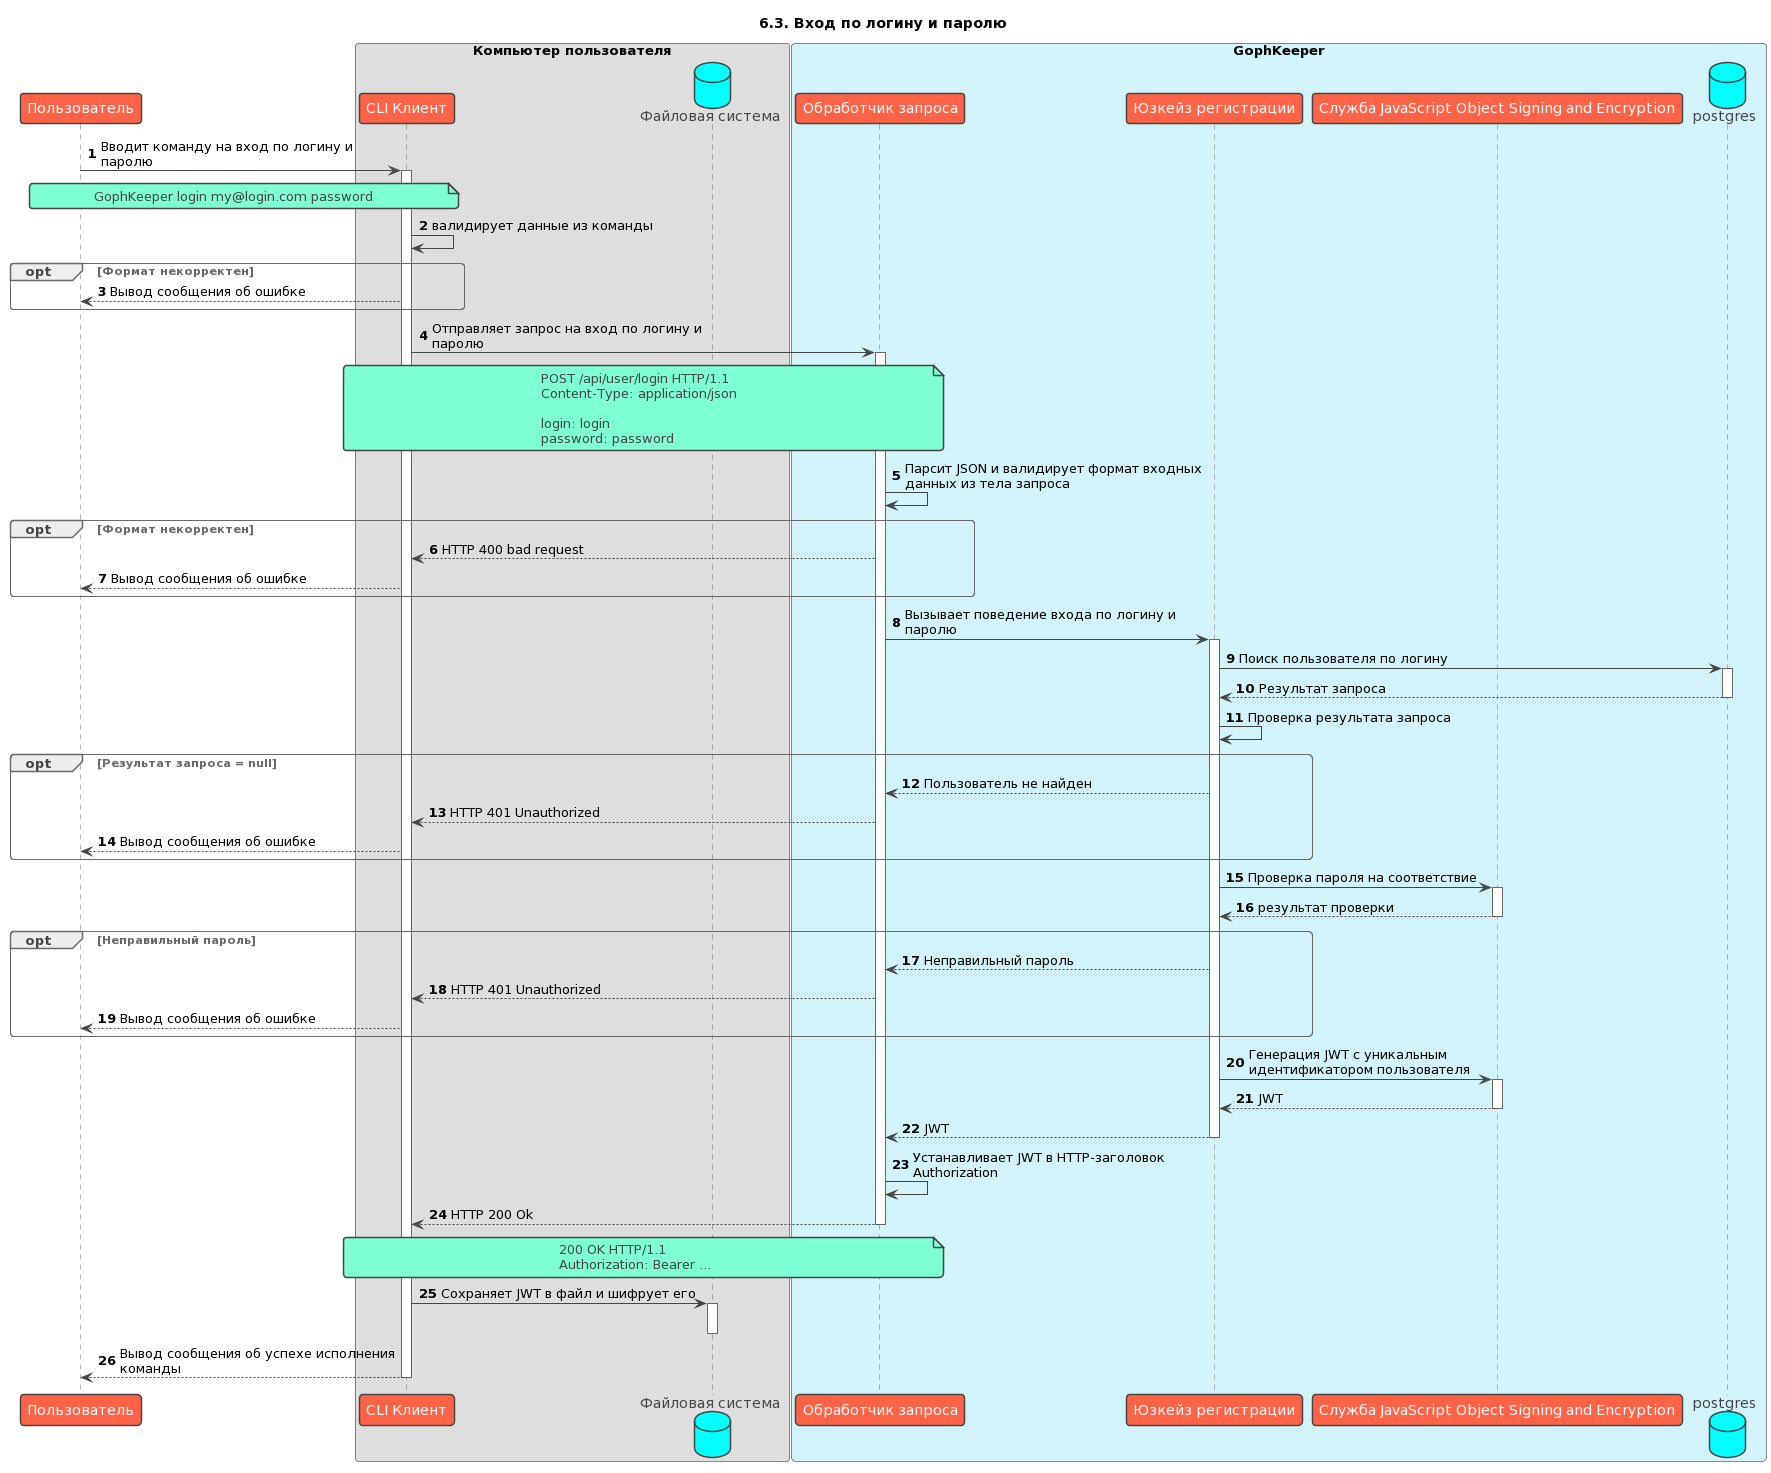 6.3. Вход по логину и паролю
Компьютер пользователя
GophKeeper
Пользователь
CLI Клиент
Файловая система
Обработчик запроса
Юзкейз регистрации
Служба JavaScript Object Signing and Encryption
postgres
1 Вводит команду на вход по логину и
паролю
GophKeeper login my@login.com password
2 валидирует данные из команды
opt [Формат некорректен]
3 Вывод сообщения об ошибке
4 Отправляет запрос на вход по логину и
паролю
POST /api/user/login HTTP/1.1
Content-Type: application/json
login: login
password: password
5 Парсит JSON и валидирует формат входных
данных из тела запроса
opt [Формат некорректен]
6 HTTP 400 bad request
7 Вывод сообщения об ошибке
8 Вызывает поведение входа по логину и
паролю
9 Поиск пользователя по логину
10 Результат запроса
11 Проверка результата запроса
opt [Результат запроса = null]
12 Пользователь не найден
13 HTTP 401 Unauthorized
14 Вывод сообщения об ошибке
15 Проверка пароля на соответствие
16 результат проверки
opt [Неправильный пароль]
17 Неправильный пароль
18 HTTP 401 Unauthorized
19 Вывод сообщения об ошибке
20 Генерация JWT с уникальным
идентификатором пользователя
21 JWT
22 JWT
23 Устанавливает JWT в HTTP-заголовок
Authorization
24 HTTP 200 Ok
200 OK HTTP/1.1
Authorization: Bearer ...
25 Сохраняет JWT в файл и шифрует его
26 Вывод сообщения об успехе исполнения
команды
Пользователь
CLI Клиент
Файловая система
Обработчик запроса
Юзкейз регистрации
Служба JavaScript Object Signing and Encryption
postgres